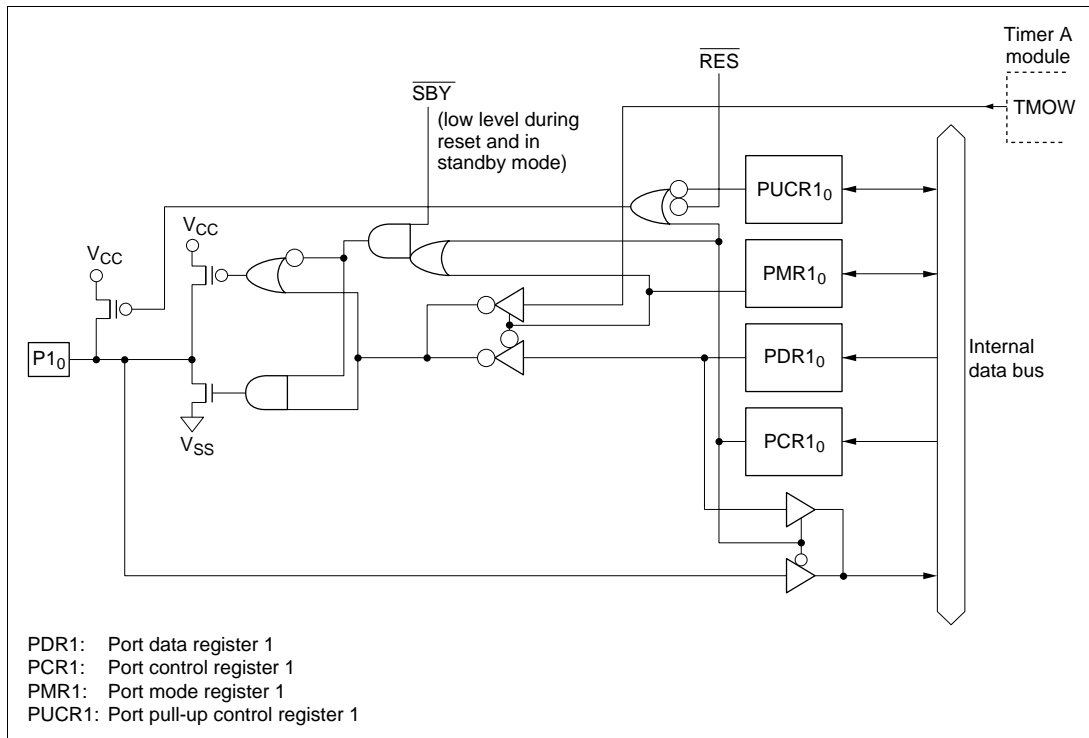 Timer A
module
RES
SBY
(low level during
reset and in
standby mode)
TMOW
PUCR1₀
VCC
VCC
PMR1₀
P1₀
PDR1₀
Internal
data bus
VSS
PCR1₀
PDR1: Port data register 1
PCR1: Port control register 1
PMR1: Port mode register 1
PUCR1: Port pull-up control register 1